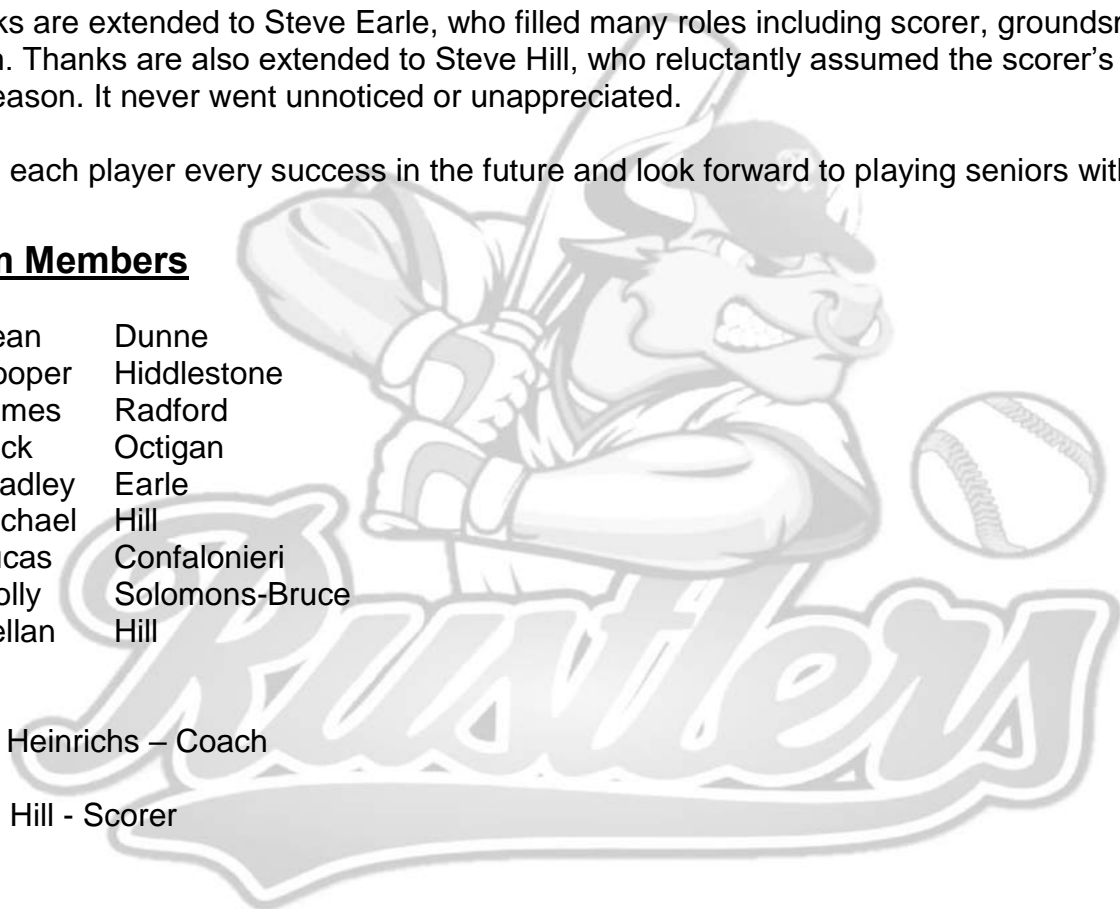 ks are extended to Steve Earle, who filled many roles including scorer, groundsm
n. Thanks are also extended to Steve Hill, who reluctantly assumed the scorer’s
eason. It never went unnoticed or unappreciated.
each player every success in the future and look forward to playing seniors with
m Members
ean Dunne
ooper Hiddlestone
mes Radford
ck Octigan
adley Earle
chael Hill
ucas Confalonieri
olly Solomons-Bruce
ellan Hill
Heinrichs – Coach
Hill - Scorer
Rustlers